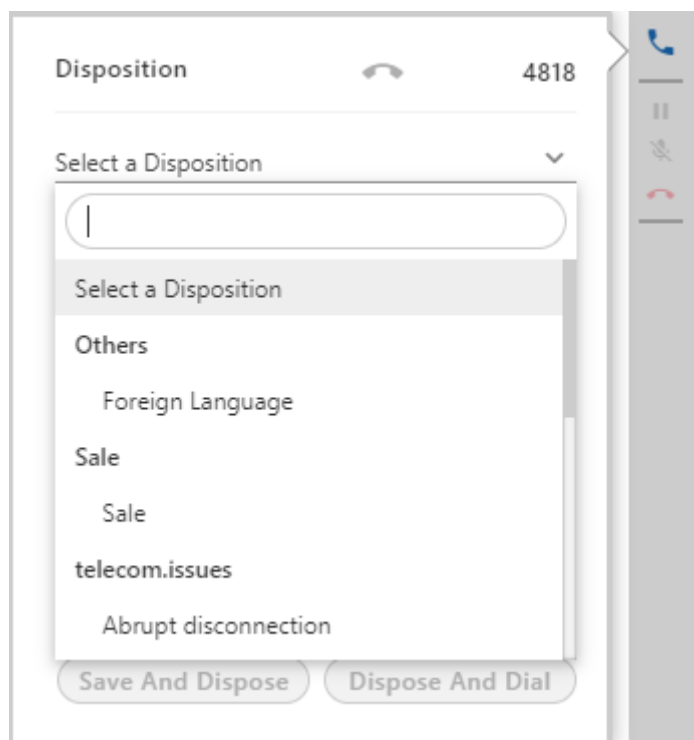 Disposition 4818
Select a Disposition
Select a Disposition
Others
Foreign Language
Sale
Sale
telecom.issues
Abrupt disconnection
Save And Dispose Dispose And Dial